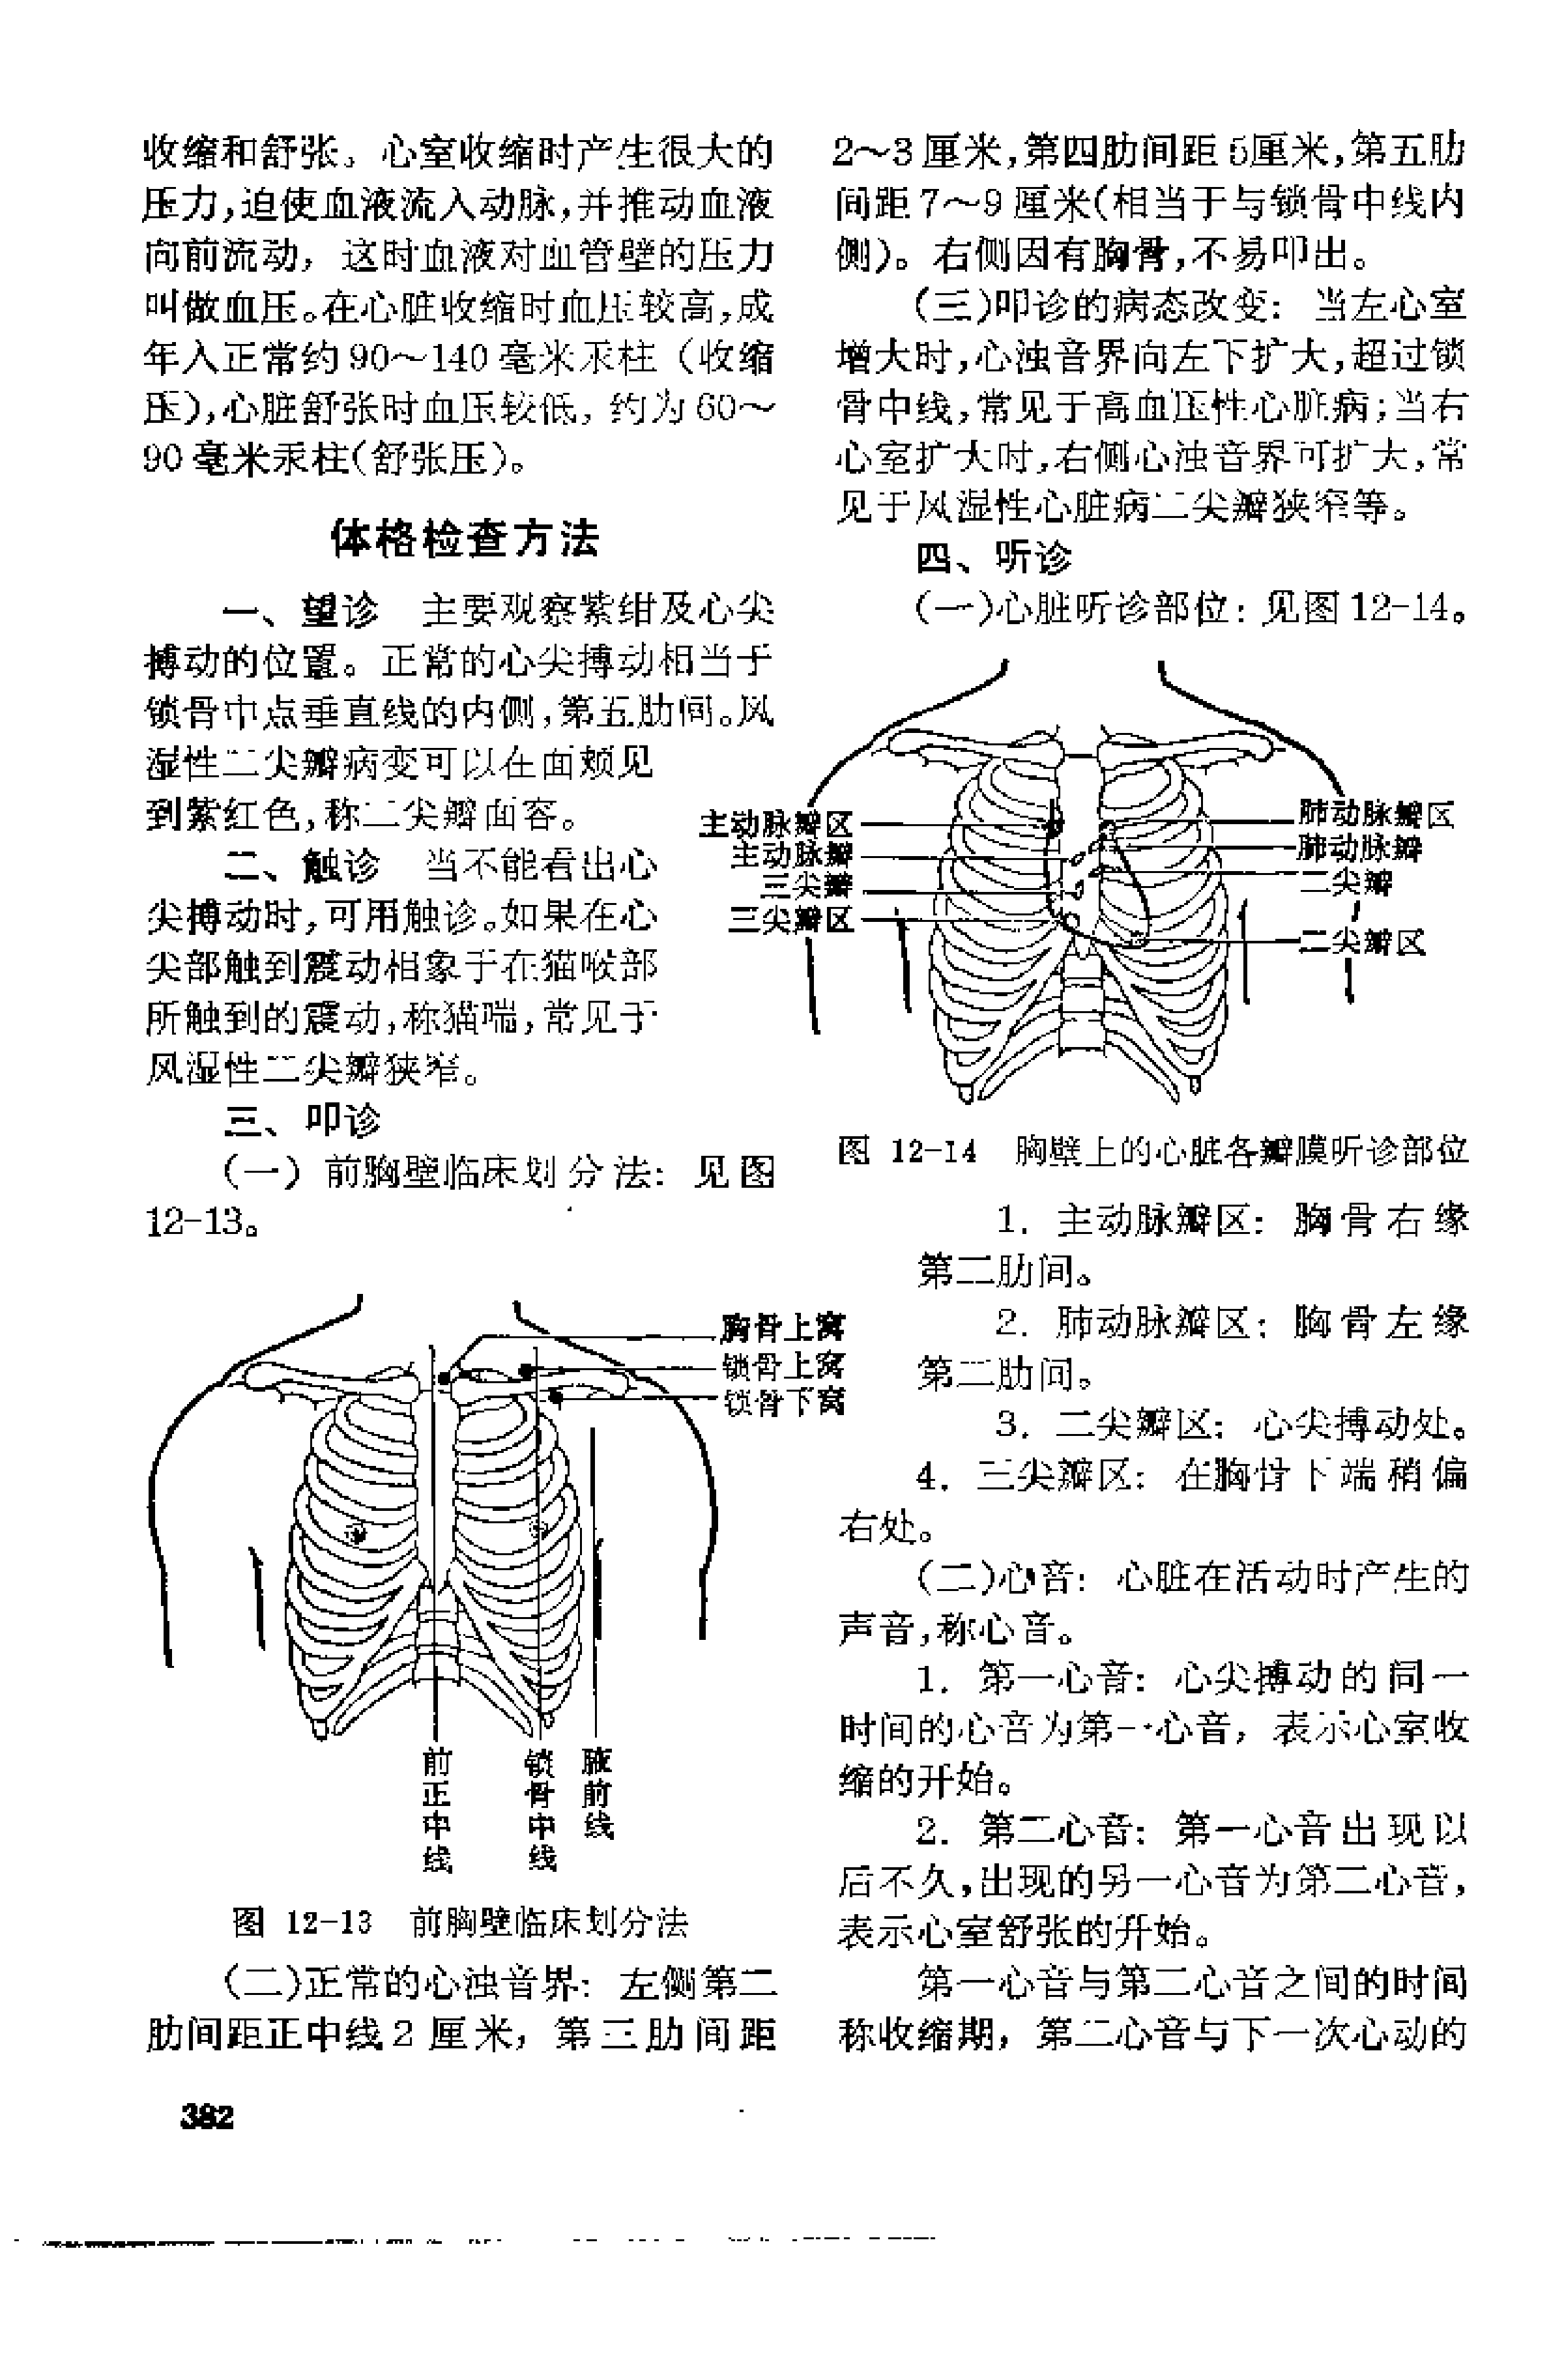 收缩和舒张。心室收缩时产生很大的
压力,迫使血液流入动脉,并推动血液
向前流动，这时血液对血管壁的压力
叫做血压。在心脏收缩时血压较高,成
年人正常约90～140毫米汞柱（收缩
压),心脏舒张时血压较低，约为60～
90毫米汞柱(舒张压)。
体格检查方法
一、望诊　主要观察紫绀及心尖
搏动的位置。正常的心尖搏动相当于
锁骨中点垂直线的内侧,第五肋间。风
湿性二尖瓣病变可以在面颊见
到紫红色,称二尖瓣面容。
二、触诊　当不能看出心
尖搏动时,可用触诊。如果在心
尖部触到震动相象于在猫喉部
所触到的震动,称猫喘,常见于
风湿性二尖瓣狭窄。
三、叩诊
（一）前胸壁临床划分法：见图
12-13。
胸骨上窝
锁骨上窝
锁骨下窝
前正中线
锁骨中线
腋前线
图 12-13　前胸壁临床划分法
(二)正常的心浊音界：左侧第二
肋间距正中线2厘米，第三肋间距
2～3厘米,第四肋间距5厘米,第五肋
间距7～9厘米(相当于与锁骨中线内
侧)。右侧因有胸骨,不易叩出。
(三)叩诊的病态改变：当左心室
增大时,心浊音界向左下扩大,超过锁
骨中线,常见于高血压性心脏病;当右
心室扩大时,右侧心浊音界可扩大,常
见于风湿性心脏病二尖瓣狭窄等。
四、听诊
(一)心脏听诊部位：见图12-14。
主动脉瓣区
主动脉瓣
三尖瓣
三尖瓣区
肺动脉瓣区
肺动脉瓣
二尖瓣
二尖瓣区
图 12-14　胸壁上的心脏各瓣膜听诊部位
1. 主动脉瓣区：胸骨右缘
第二肋间。
2. 肺动脉瓣区：胸骨左缘
第二肋间。
3. 二尖瓣区：心尖搏动处。
4. 三尖瓣区：在胸骨下端稍偏
右处。
(二)心音：心脏在活动时产生的
声音,称心音。
1. 第一心音：心尖搏动的同一
时间的心音为第一心音，表示心室收
缩的开始。
2. 第二心音：第一心音出现以
后不久,出现的另一心音为第二心音,
表示心室舒张的开始。
第一心音与第二心音之间的时间
称收缩期，第二心音与下一次心动的
382